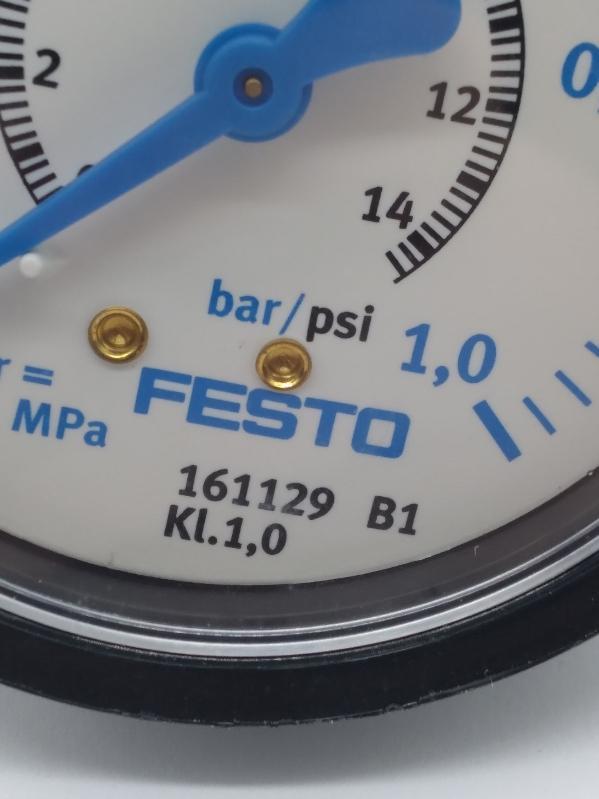 2
12
14
bar/psi
1,0
r =
MPa
FESTO
161129 B1
Kl.1,0